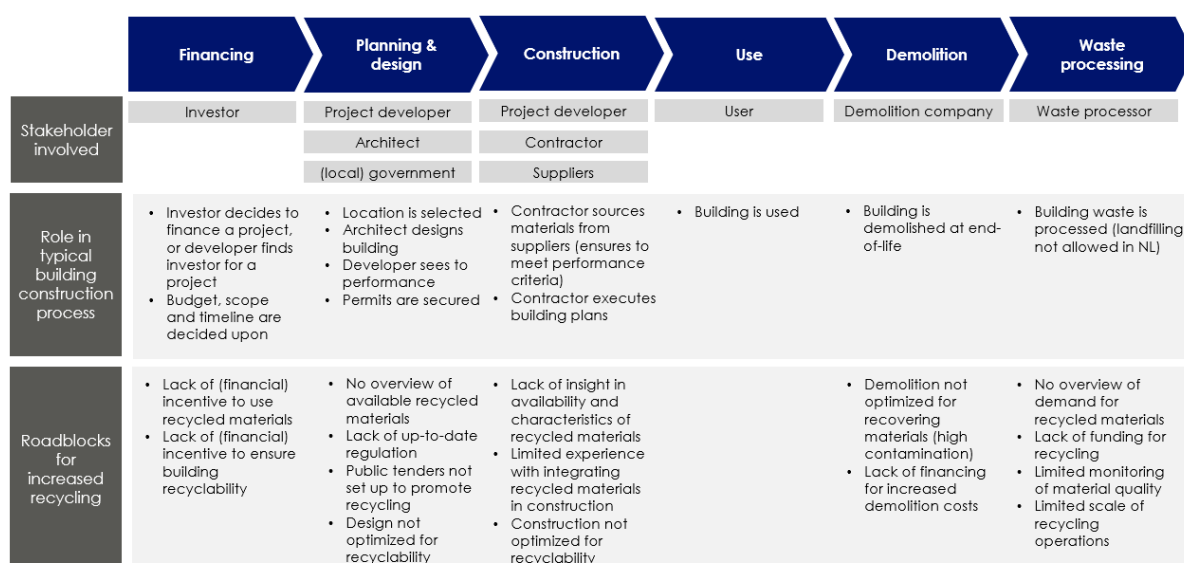 Financing
Planning &
design
Construction
Use
Demolition
Waste
processing
Stakeholder
involved
Investor
Project developer
Architect
(local) government
Project developer
Contractor
Suppliers
User
Demolition company
Waste processor
Role in
typical
building
construction
process
• Investor decides to
finance a project,
or developer finds
investor for a
project
• Budget, scope
and timeline are
decided upon
• Location is selected
• Architect designs
building
• Developer sees to
performance
• Permits are secured
• Contractor sources
materials from
suppliers (ensures to
meet performance
criteria)
• Contractor executes
building plans
• Building is used
• Building is
demolished at end-
of-life
• Building waste is
processed (landfilling
not allowed in NL)
Roadblocks
for
increased
recycling
• Lack of (financial)
incentive to use
recycled materials
• Lack of (financial)
incentive to ensure
building
recyclability
• No overview of
available recycled
materials
• Lack of up-to-date
regulation
• Public tenders not
set up to promote
recycling
• Design not
optimized for
recyclability
• Lack of insight in
availability and
characteristics of
recycled materials
• Limited experience
with integrating
recycled materials
in construction
• Construction not
optimized for
recyclability
• Demolition not
optimized for
recovering
materials (high
contamination)
• Lack of financing
for increased
demolition costs
• No overview of
demand for
recycled materials
• Lack of funding for
recycling
• Limited monitoring
of material quality
• Limited scale of
recycling
operations